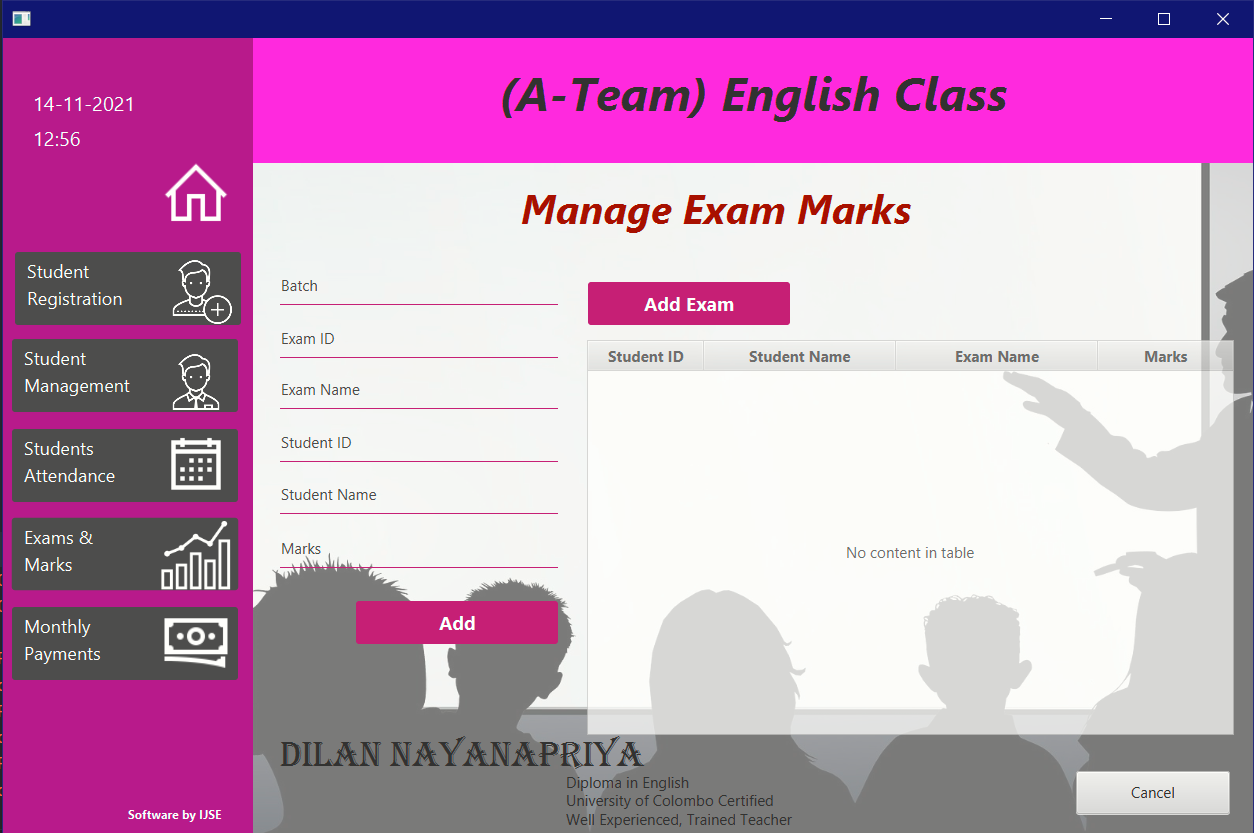 14-11-2021
12:56
Student
Registration
Student
Management
Students
Attendance
Exams &
Marks
Monthly
Payments
Software by IJSE
(A-Team) English Class
Manage Exam Marks
Batch
Exam ID
Exam Name
Student ID
Student Name
Marks
Add
Add Exam
Student ID Student Name Exam Name Marks
No content in table
DILAN NAYANAPRIYA
Diploma in English
University of Colombo Certified
Well Experienced, Trained Teacher
Cancel